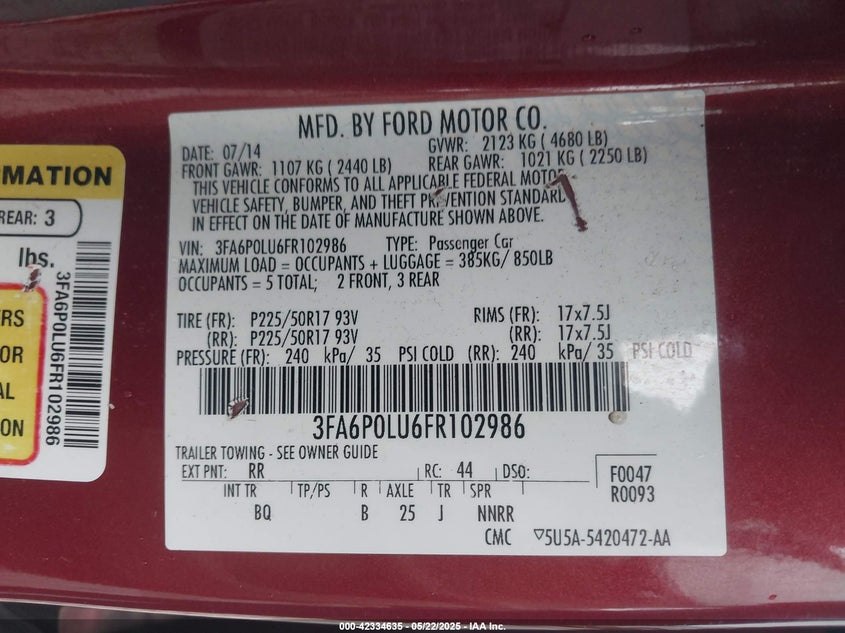 RMATION
REAR: 3
lbs.
3FA6P0LU6FR102986
ERS
OR
AL
ION
MFD. BY FORD MOTOR CO.
DATE: 07/14 GVWR: 2123 KG ( 4680 LB)
FRONT GAWR: 1107 KG ( 2440 LB) REAR GAWR: 1021 KG ( 2250 LB)
THIS VEHICLE CONFORMS TO ALL APPLICABLE FEDERAL MOTOR
VEHICLE SAFETY, BUMPER, AND THEFT PREVENTION STANDARD
IN EFFECT ON THE DATE OF MANUFACTURE SHOWN ABOVE.
VIN: 3FA6P0LU6FR102986 TYPE: Passenger Car
MAXIMUM LOAD = OCCUPANTS + LUGGAGE = 385KG/ 850LB
OCCUPANTS = 5 TOTAL; 2 FRONT, 3 REAR
TIRE (FR): P225/50R17 93V RIMS (FR): 17x7.5J
(RR): P225/50R17 93V (RR): 17x7.5J
PRESSURE (FR): 240 kPa/ 35 PSI COLD (RR): 240 kPa/ 35 PSI COLD
3FA6P0LU6FR102986
TRAILER TOWING - SEE OWNER GUIDE
EXT PNT: RR RC: 44 DSO: F0047
R0093
INT TR TP/PS R AXLE TR SPR
BQ B 25 J NNRR
CMC ▽5U5A-5420472-AA
000-42334635 - 05/22/2025 - IAA Inc.